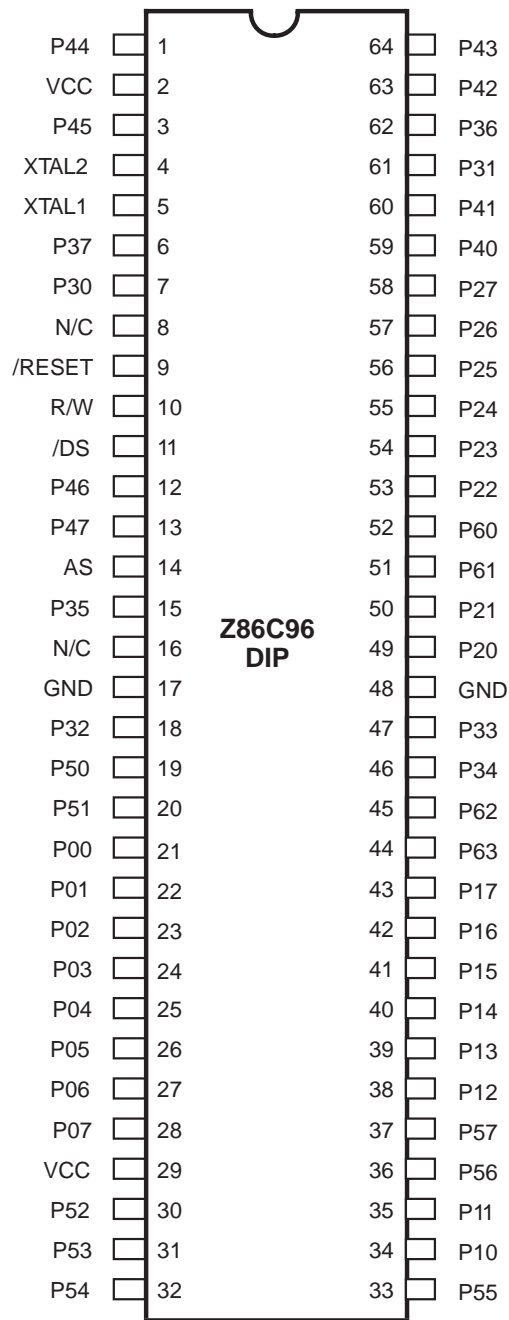 P44 1 64 P43
VCC 2 63 P42
P45 3 62 P36
XTAL2 4 61 P31
XTAL1 5 60 P41
P37 6 59 P40
P30 7 58 P27
N/C 8 57 P26
/RESET 9 56 P25
R/W 10 55 P24
/DS 11 54 P23
P46 12 53 P22
P47 13 52 P60
AS 14 51 P61
P35 15 50 P21
Z86C96
N/C 16 49 P20
DIP
GND 17 48 GND
P32 18 47 P33
P50 19 46 P34
P51 20 45 P62
P00 21 44 P63
P01 22 43 P17
P02 23 42 P16
P03 24 41 P15
P04 25 40 P14
P05 26 39 P13
P06 27 38 P12
P07 28 37 P57
VCC 29 36 P56
P52 30 35 P11
P53 31 34 P10
P54 32 33 P55